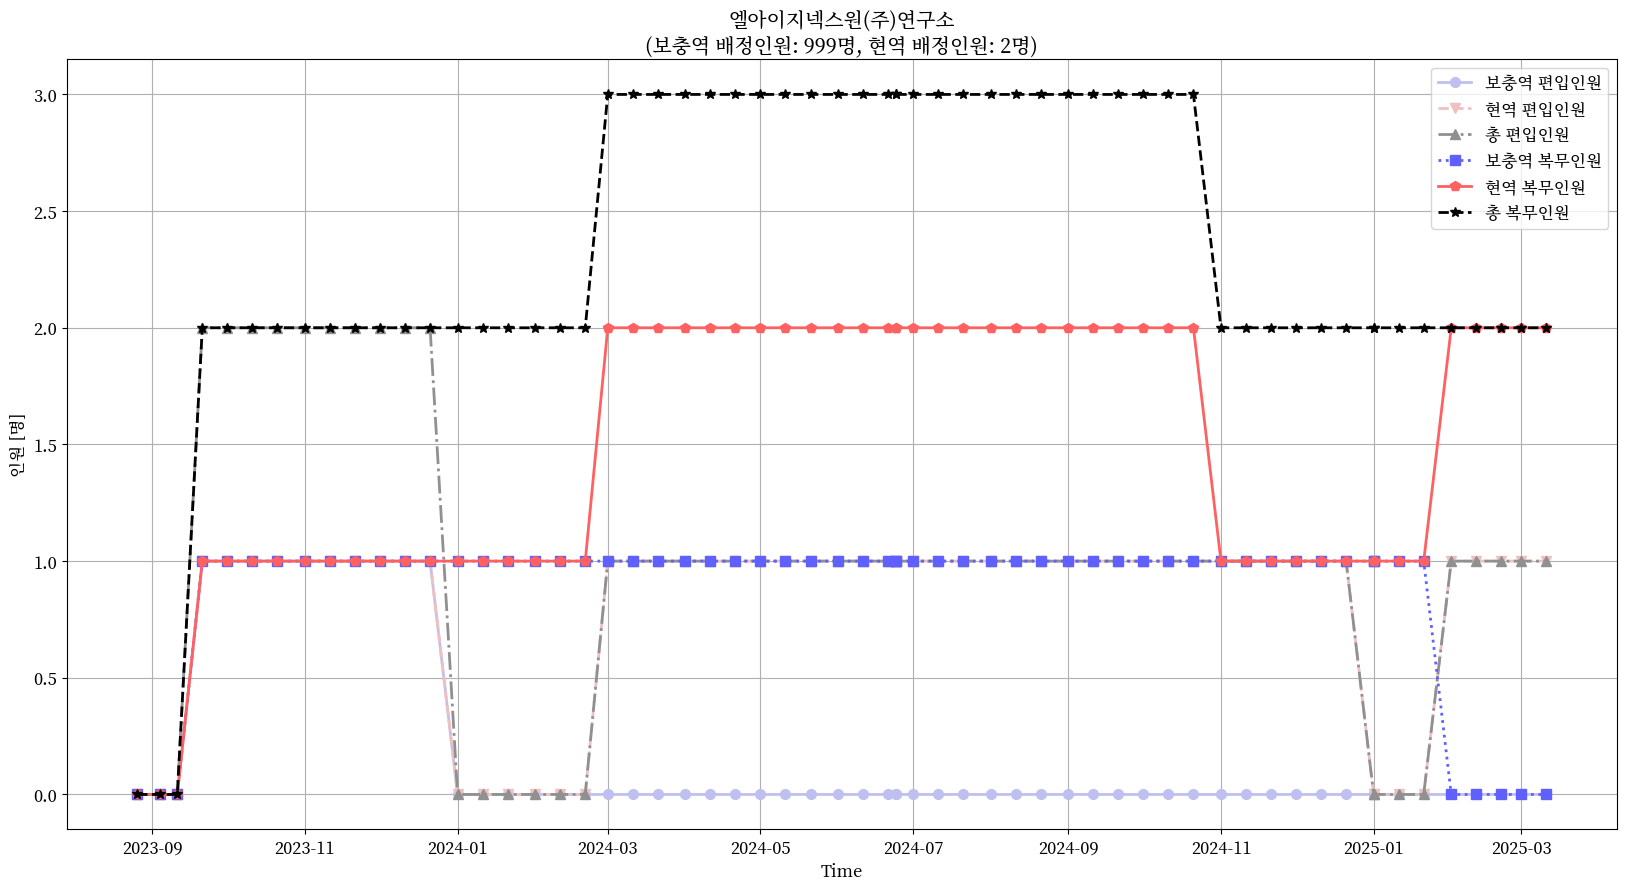 엘아이지넥스원(주)연구소
(보충역 배정인원: 999명, 현역 배정인원: 2명)
보충역 편입인원
현역 편입인원
총 편입인원
보충역 복무인원
현역 복무인원
총 복무인원
3.0
2.5
2.0
1.5
1.0
0.5
0.0
인원 [명]
2023-09
2023-11
2024-01
2024-03
2024-05
2024-07
2024-09
2024-11
2025-01
2025-03
Time